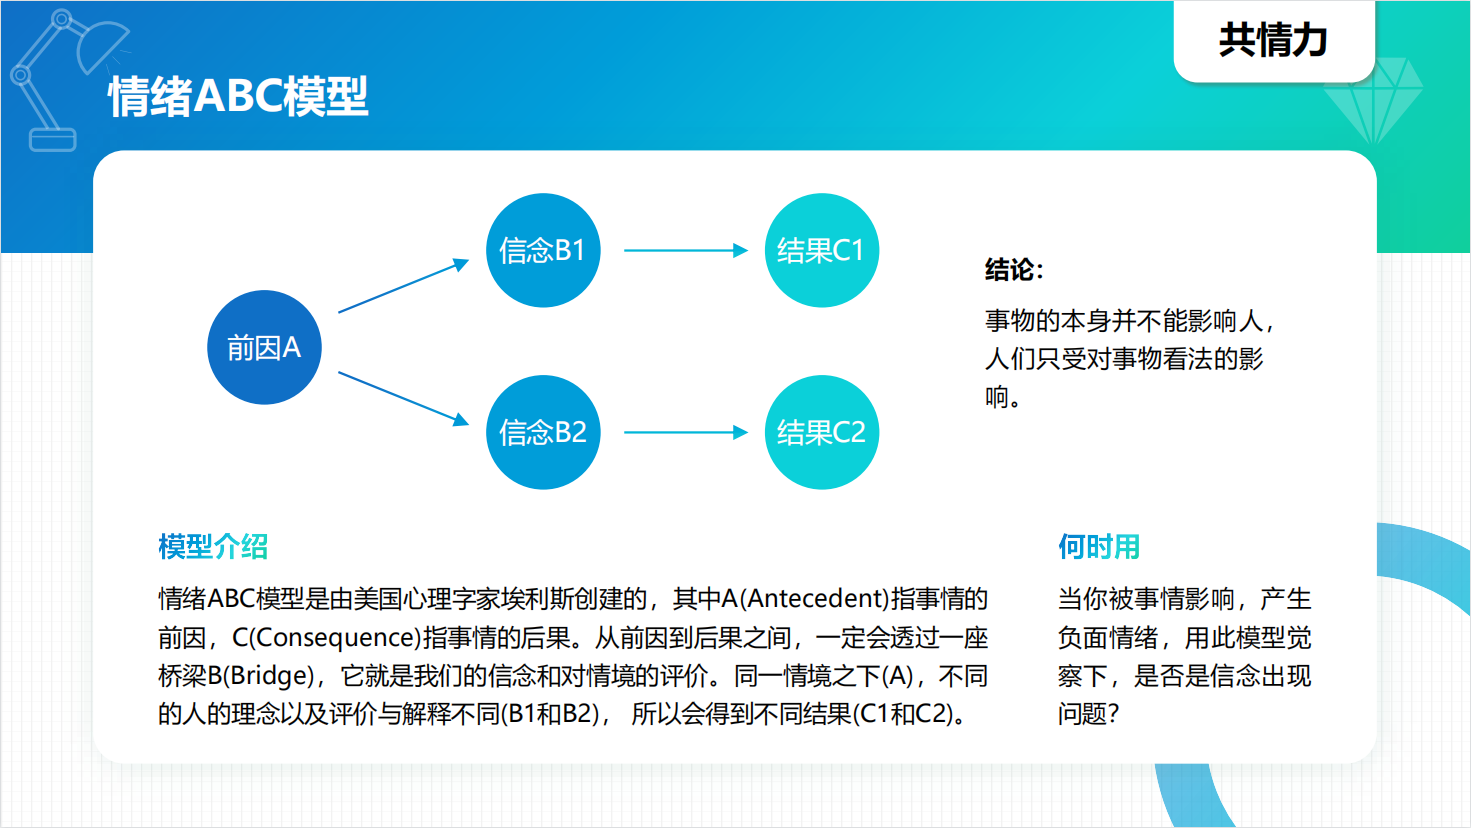 共情力
情绪ABC模型
信念B1
结果C1
前因A
信念B2
结果C2
结论：
事物的本身并不能影响人，
人们只受对事物看法的影
响。
模型介绍
情绪ABC模型是由美国心理字家埃利斯创建的，其中A(Antecedent)指事情的
前因，C(Consequence)指事情的后果。从前因到后果之间，一定会透过一座
桥梁B(Bridge)，它就是我们的信念和对情境的评价。同一情境之下(A)，不同
的人的理念以及评价与解释不同(B1和B2)， 所以会得到不同结果(C1和C2)。
何时用
当你被事情影响，产生
负面情绪，用此模型觉
察下，是否是信念出现
问题？